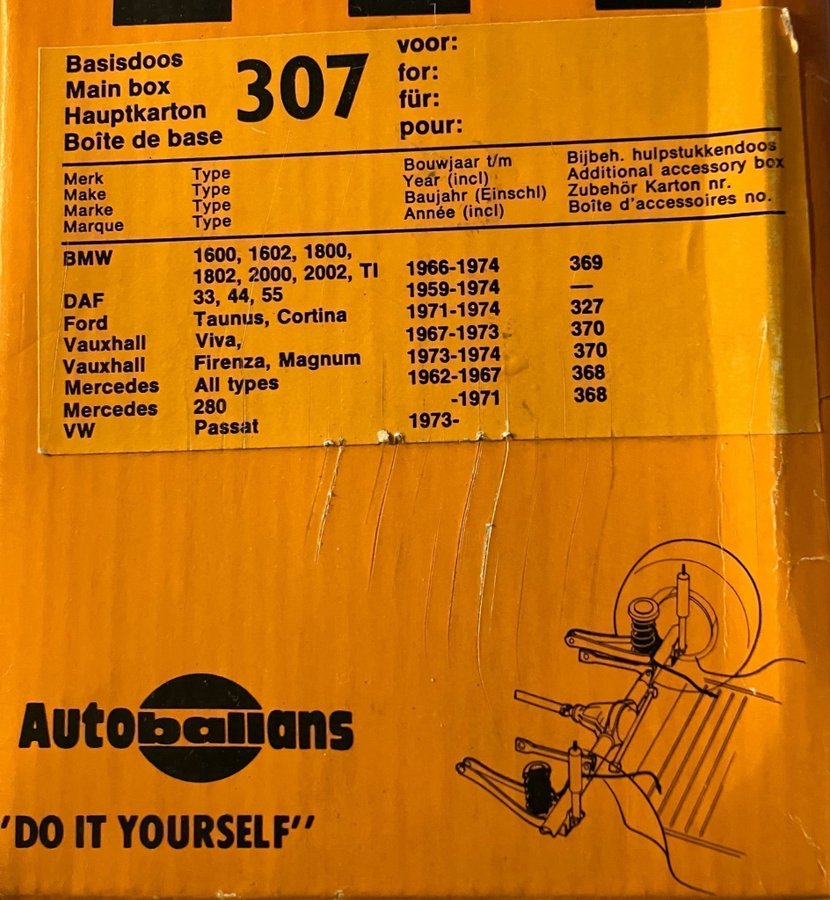 Basisdoos
Main box
Hauptkarton
Boîte de base
307
voor:
for:
für:
pour:
Merk Type Bouwjaar t/m Bijbeh. hulpstukkendoos
Make Type Year (incl) Additional accessory box
Marke Type Baujahr (Einschl) Zubehör Karton nr.
Marque Type Année (incl) Boîte d'accessoires no.
BMW 1600, 1602, 1800,
1802, 2000, 2002, TI 1966-1974 369
DAF 33, 44, 55 1959-1974 —
Ford Taunus, Cortina 1971-1974 327
Vauxhall Viva, 1967-1973 370
Vauxhall Firenza, Magnum 1973-1974 370
Mercedes All types 1962-1967 368
Mercedes 280 -1971 368
VW Passat 1973-
Autoballans
"DO IT YOURSELF"